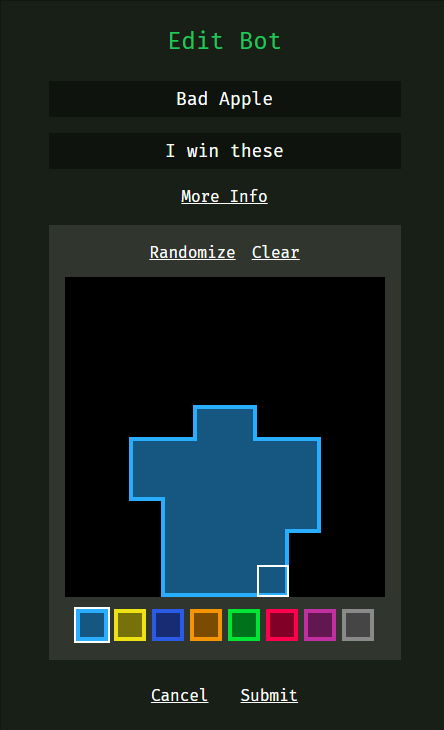 Edit Bot
Bad Apple
I win these
More Info
Randomize Clear
Cancel Submit